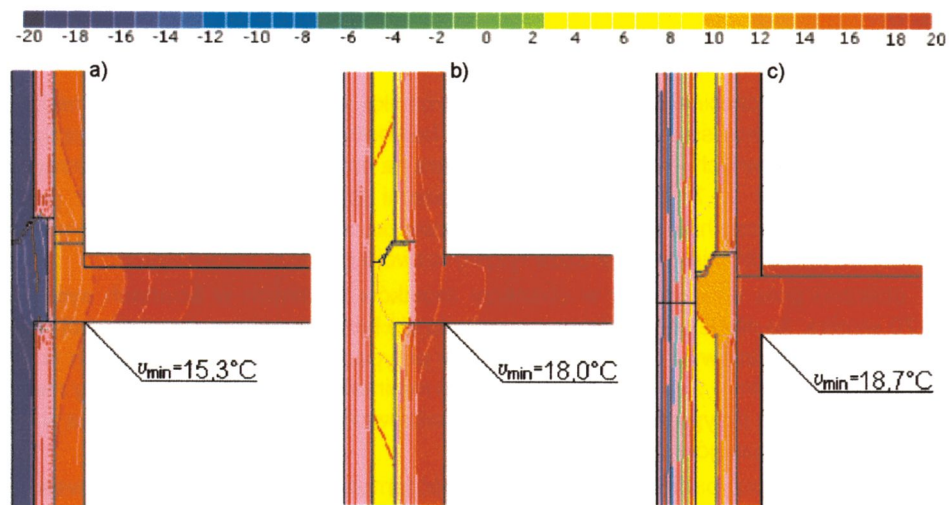 -20 -18 -16 -14 -12 -10 -8 -6 -4 -2 0 2 4 6 8 10 12 14 16 18 20
a) b) c)
υmin=15,3°C
υmin=18,0°C
υmin=18,7°C